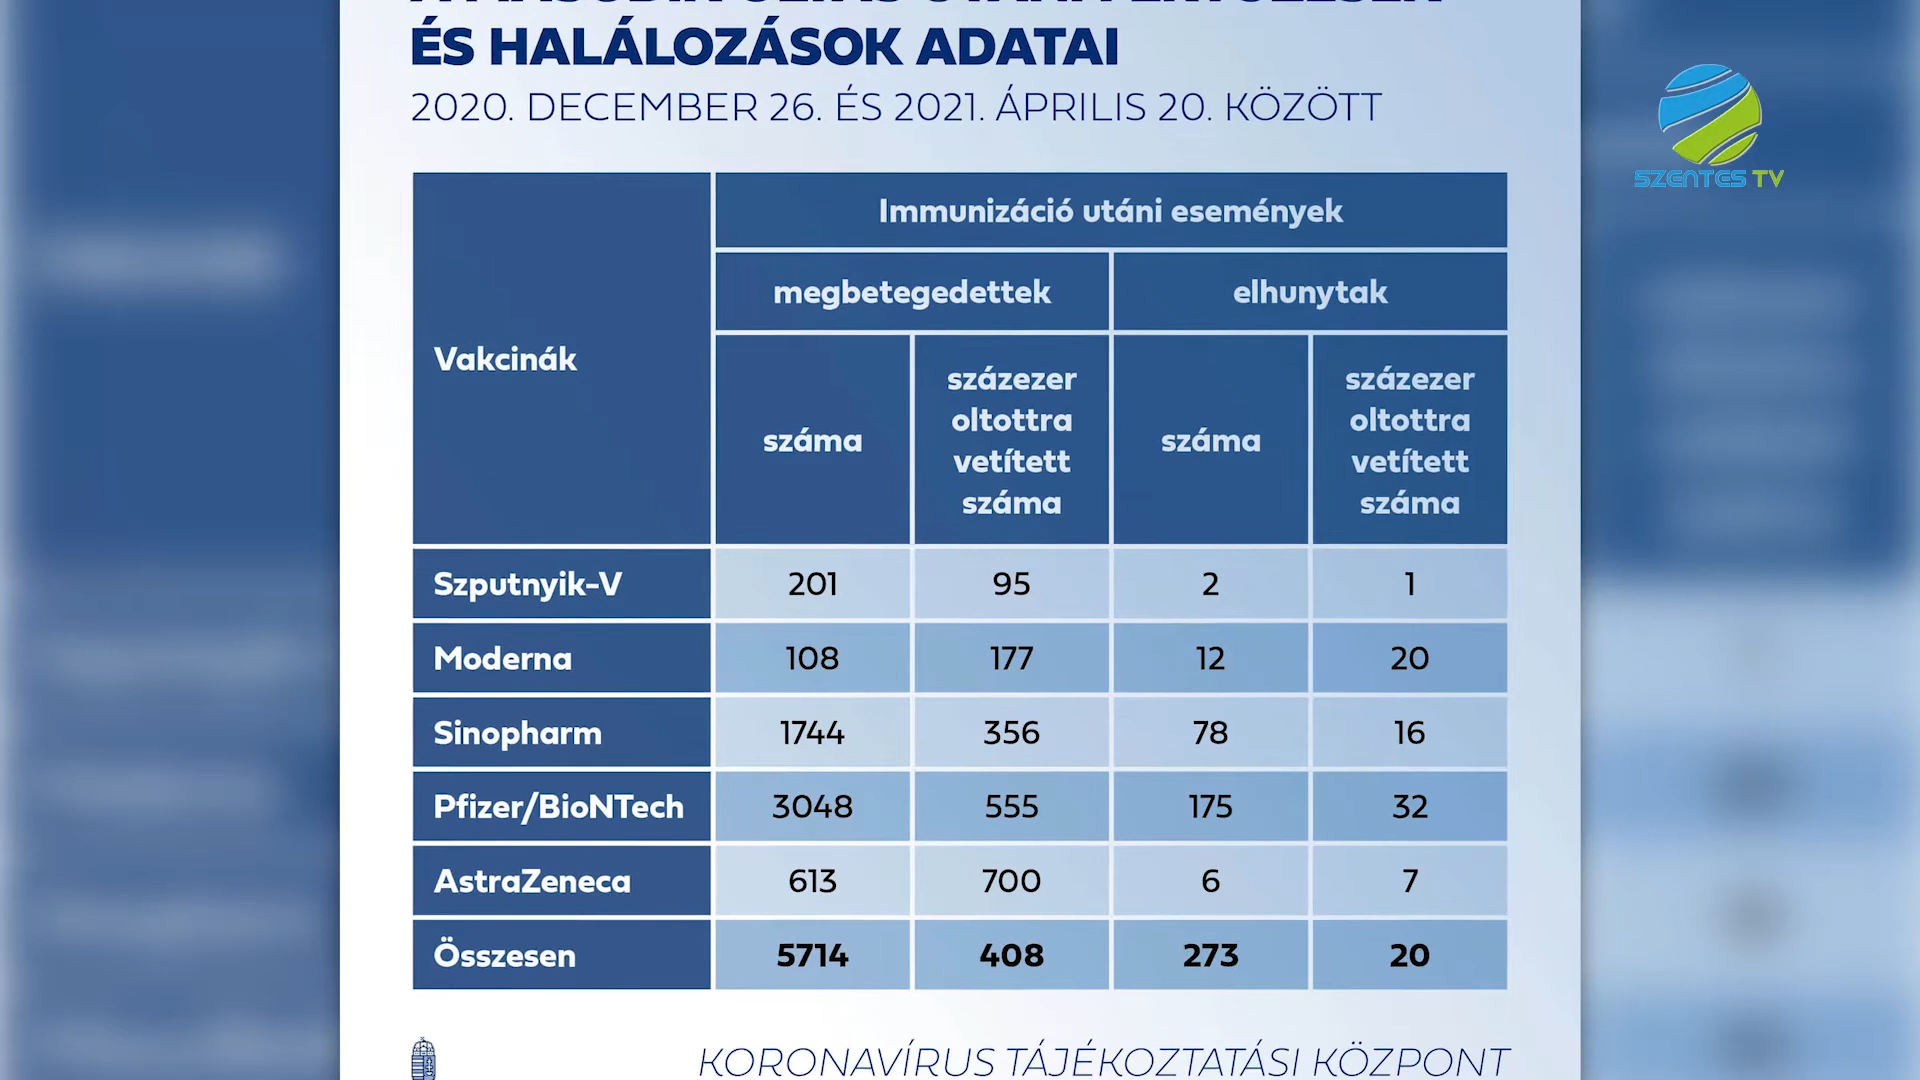 ÉS HALÁLOZÁSOK ADATAI
2020. DECEMBER 26. ÉS 2021. ÁPRILIS 20. KÖZÖTT
SZENTES TV
Vakcinák
Immunizáció utáni események
megbetegedettek
elhunytak
száma
százezer
oltottra
vetített
száma
száma
százezer
oltottra
vetített
száma
Szputnyik-V 201 95 2 1
Moderna 108 177 12 20
Sinopharm 1744 356 78 16
Pfizer/BioNTech 3048 555 175 32
AstraZeneca 613 700 6 7
Összesen 5714 408 273 20
KORONAVÍRUS TÁJÉKOZTATÁSI KÖZPONT